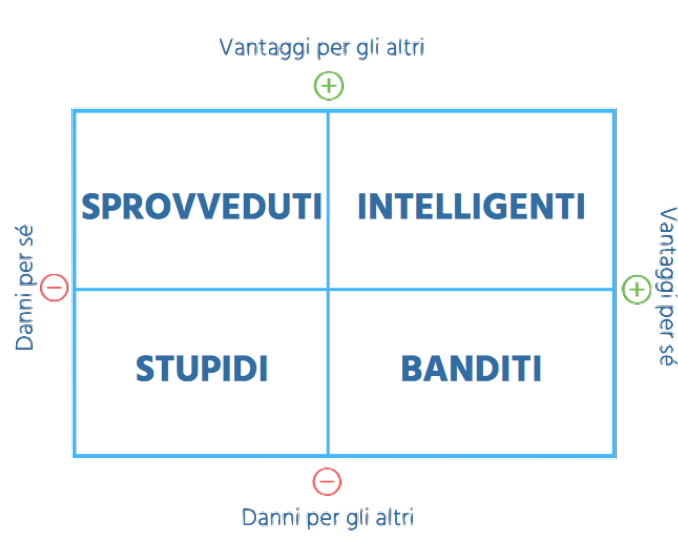 Vantaggi per gli altri
SPROVVEDUTI
INTELLIGENTI
Danni per sé
Vantaggi per sé
STUPIDI
BANDITI
Danni per gli altri